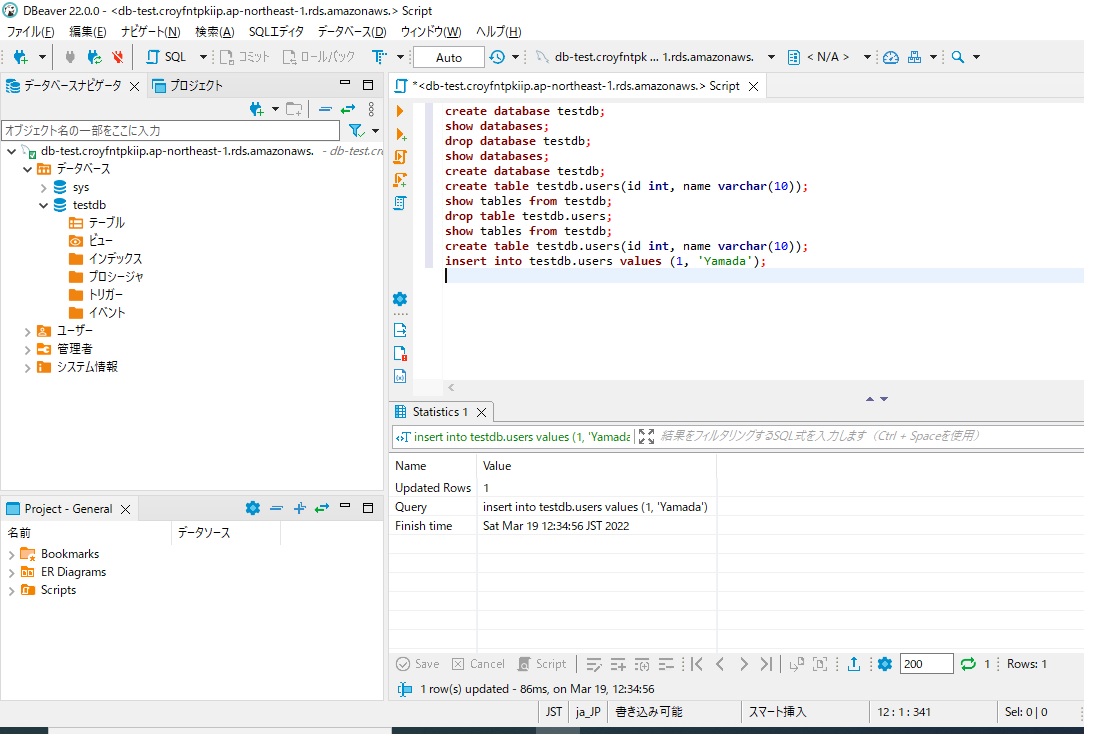 DBeaver 22.0.0 - <db-test.croyfntpkiip.ap-northeast-1.rds.amazonaws.> Script
ファイル(F) 編集(E) ナビゲート(N) 検索(A) SQLエディタ データベース(D) ウィンドウ(W) ヘルプ(H)
SQL コミット ロールバック Auto db-test.croyfntpk ... 1.rds.amazonaws. < N/A >
データベースナビゲータ プロジェクト
オブジェクト名の一部をここに入力
db-test.croyfntpkiip.ap-northeast-1.rds.amazonaws. - db-test.cr
データベース
sys
testdb
テーブル
ビュー
インデックス
プロシージャ
トリガー
イベント
ユーザー
管理者
システム情報
Project - General
名前 データソース
Bookmarks
ER Diagrams
Scripts
*<db-test.croyfntpkiip.ap-northeast-1.rds.amazonaws.> Script
create database testdb;
show databases;
drop database testdb;
show databases;
create database testdb;
create table testdb.users(id int, name varchar(10));
show tables from testdb;
drop table testdb.users;
show tables from testdb;
create table testdb.users(id int, name varchar(10));
insert into testdb.users values (1, 'Yamada');
Statistics 1
insert into testdb.users values (1, 'Yamada 結果をフィルタリングするSQL式を入力します (Ctrl + Spaceを使用)
Name Value
Updated Rows 1
Query insert into testdb.users values (1, 'Yamada')
Finish time Sat Mar 19 12:34:56 JST 2022
Save Cancel Script 200 1 Rows: 1
1 row(s) updated - 86ms, on Mar 19, 12:34:56
JST ja_JP 書き込み可能 スマート挿入 12 : 1 : 341 Sel: 0 | 0